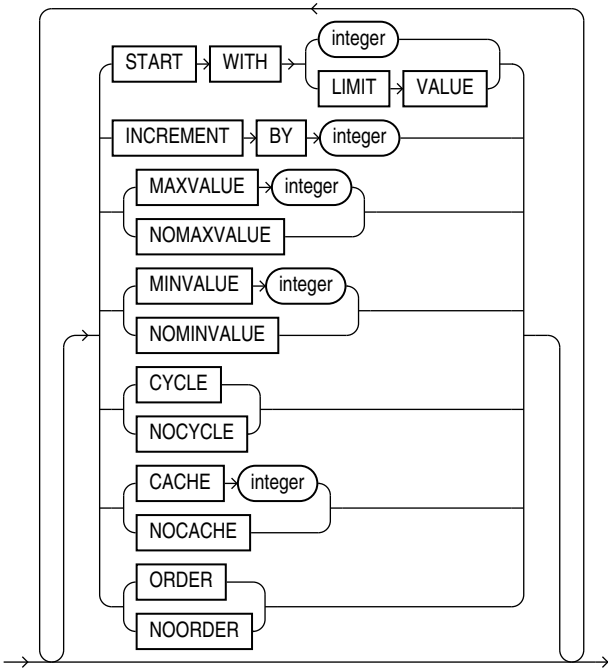 integer
START WITH
LIMIT VALUE
INCREMENT BY integer
MAXVALUE integer
NOMAXVALUE
MINVALUE integer
NOMINVALUE
CYCLE
NOCYCLE
CACHE integer
NOCACHE
ORDER
NOORDER